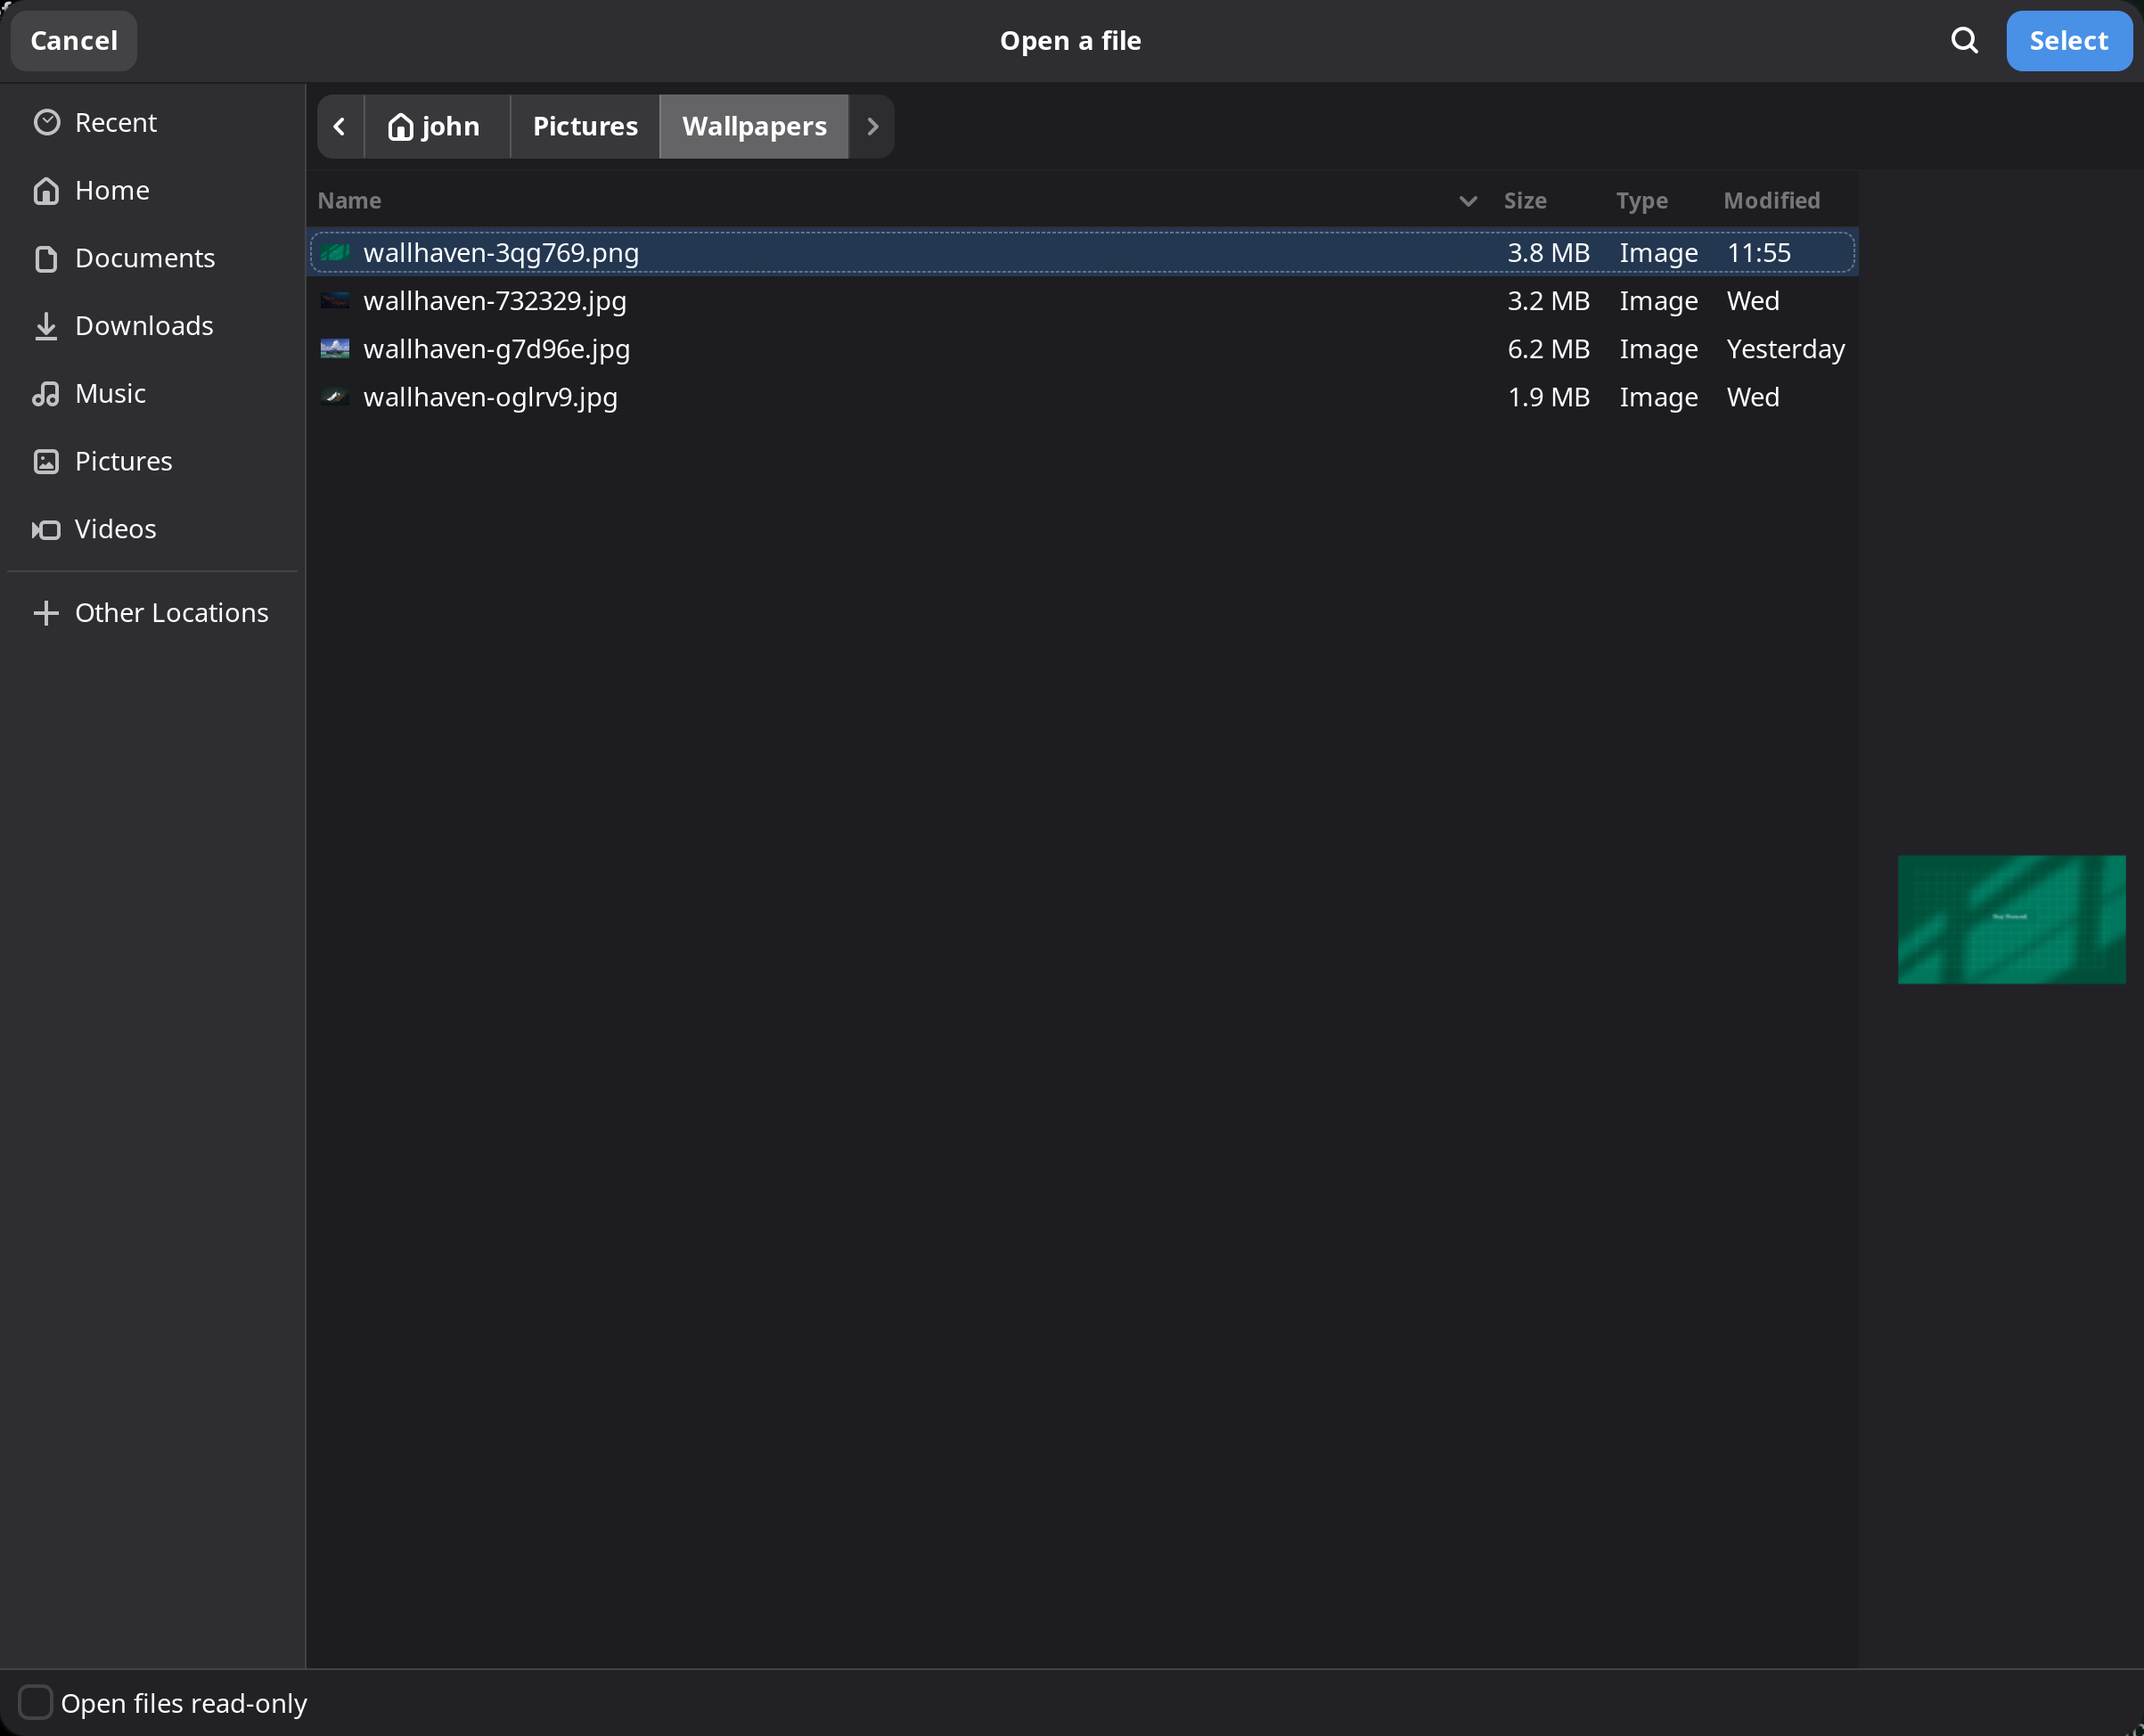 Cancel
Open a file
Select
Recent
Home
Documents
Downloads
Music
Pictures
Videos
Other Locations
john Pictures Wallpapers
Name Size Type Modified
wallhaven-3qg769.png 3.8 MB Image 11:55
wallhaven-732329.jpg 3.2 MB Image Wed
wallhaven-g7d96e.jpg 6.2 MB Image Yesterday
wallhaven-oglrv9.jpg 1.9 MB Image Wed
Open files read-only